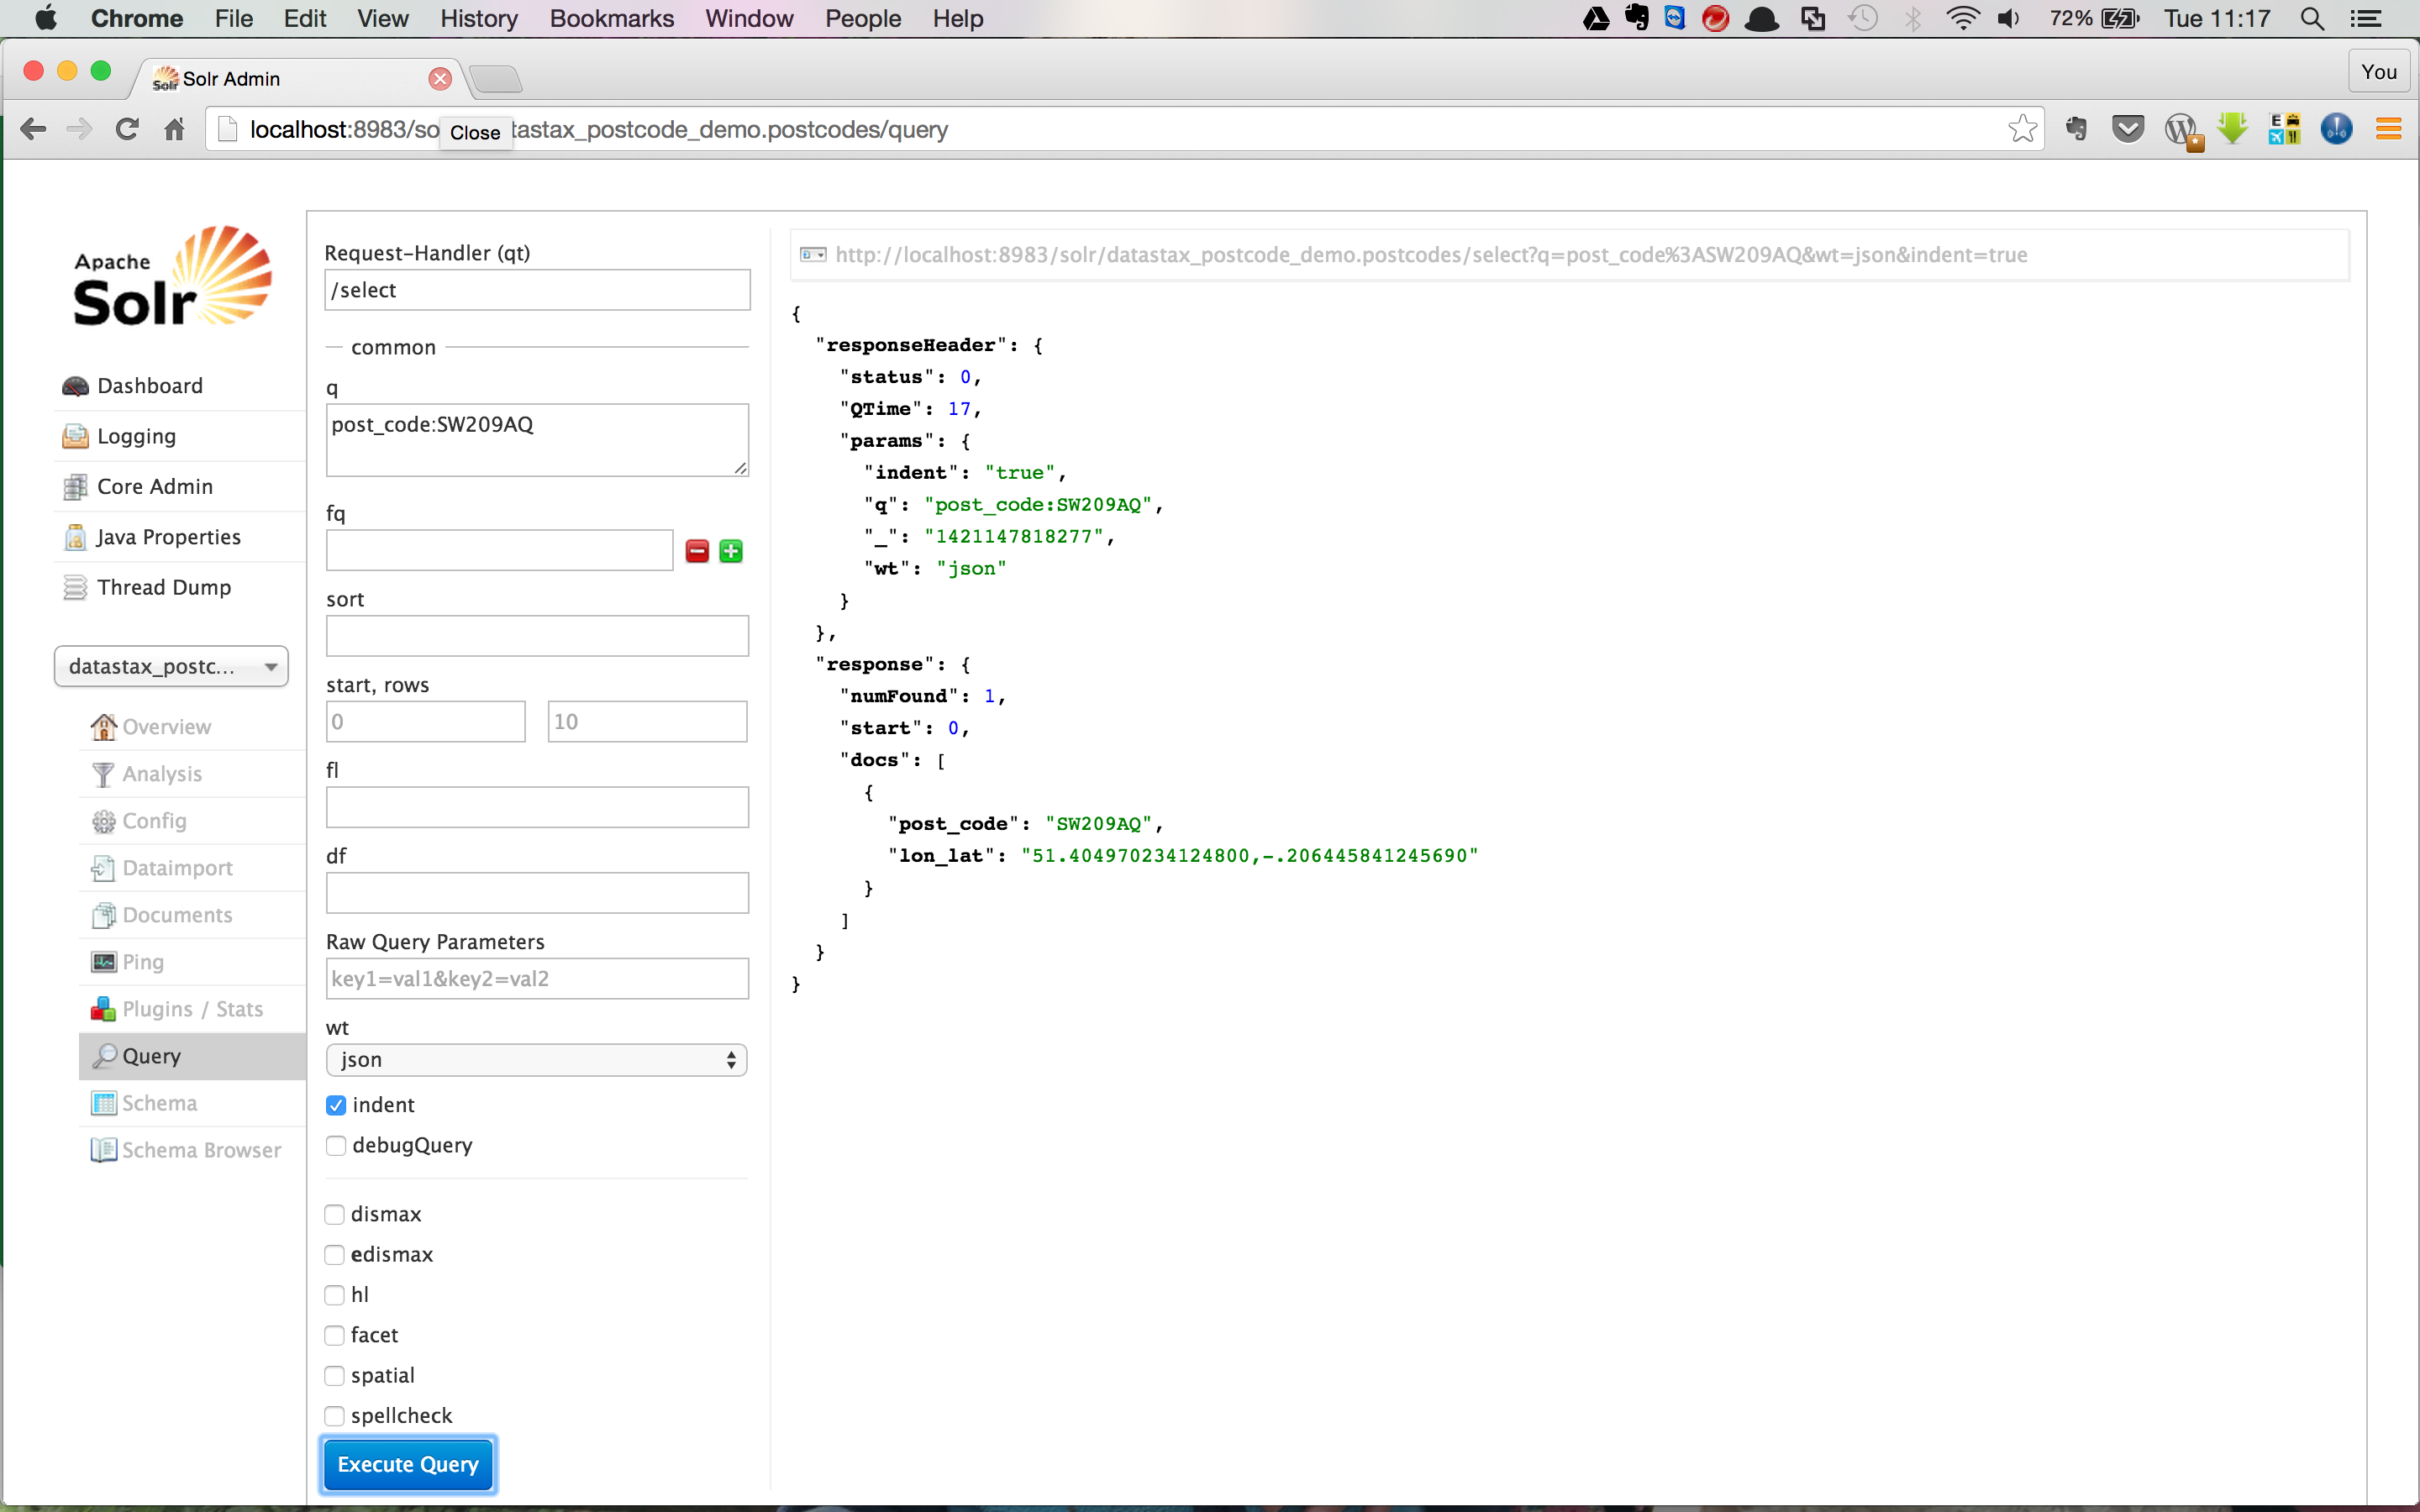 Chrome File Edit View History Bookmarks Window People Help 72% Tue 11:17
Solr Admin
You
localhost:8983/so
Close
tastax_postcode_demo.postcodes/query
Apache
Solr
Dashboard
Logging
Core Admin
Java Properties
Thread Dump
datastax_postc...
Overview
Analysis
Config
Dataimport
Documents
Ping
Plugins / Stats
Query
Schema
Schema Browser
Request-Handler (qt)
/select
common
q
post_code:SW209AQ
fq
sort
start, rows
0 10
fl
df
Raw Query Parameters
key1=val1&key2=val2
wt
json
indent
debugQuery
dismax
edismax
hl
facet
spatial
spellcheck
Execute Query
http://localhost:8983/solr/datastax_postcode_demo.postcodes/select?q=post_code%3ASW209AQ&wt=json&indent=true
{
"responseHeader": {
"status": 0,
"QTime": 17,
"params": {
"indent": "true",
"q": "post_code:SW209AQ",
"_": "1421147818277",
"wt": "json"
}
},
"response": {
"numFound": 1,
"start": 0,
"docs": [
{
"post_code": "SW209AQ",
"lon_lat": "51.404970234124800,-.206445841245690"
}
]
}
}